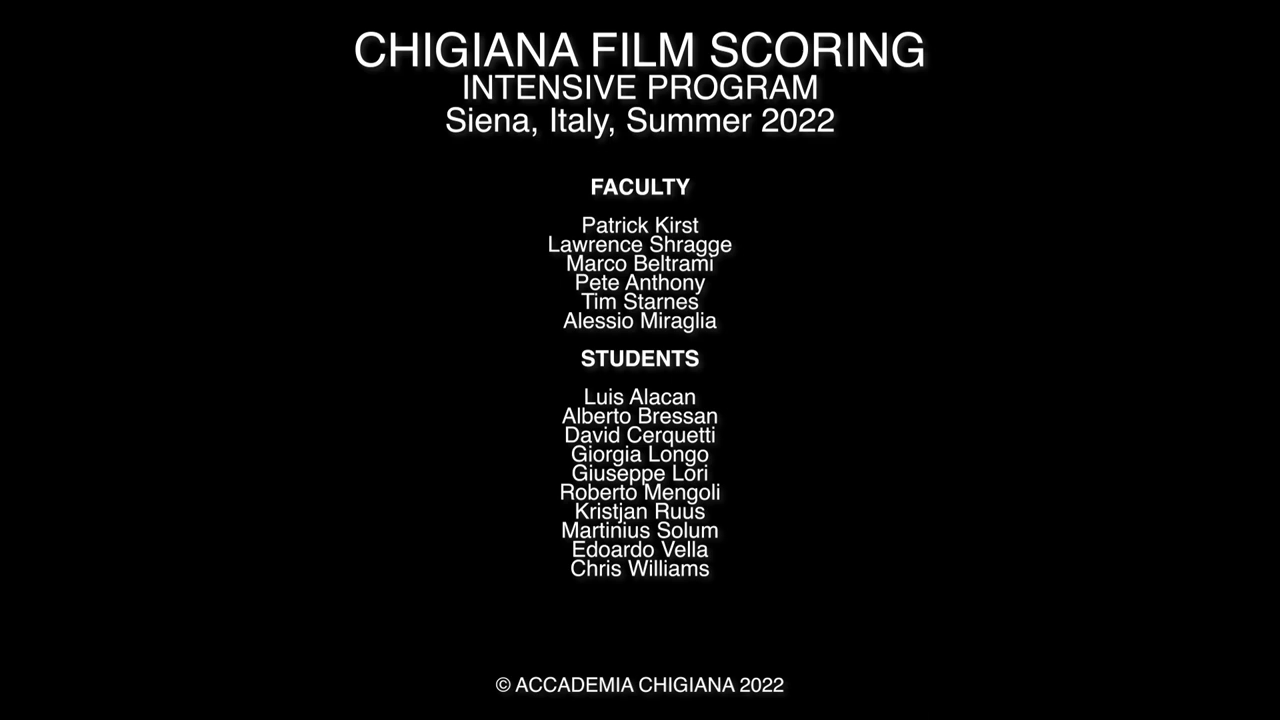 CHIGIANA FILM SCORING
INTENSIVE PROGRAM
Siena, Italy, Summer 2022
FACULTY
Patrick Kirst
Lawrence Shragge
Marco Beltrami
Pete Anthony
Tim Starnes
Alessio Miraglia
STUDENTS
Luis Alacan
Alberto Bressan
David Cerquetti
Giorgia Longo
Giuseppe Lori
Roberto Mengoli
Kristjan Ruus
Martinius Solum
Edoardo Vella
Chris Williams
© ACCADEMIA CHIGIANA 2022